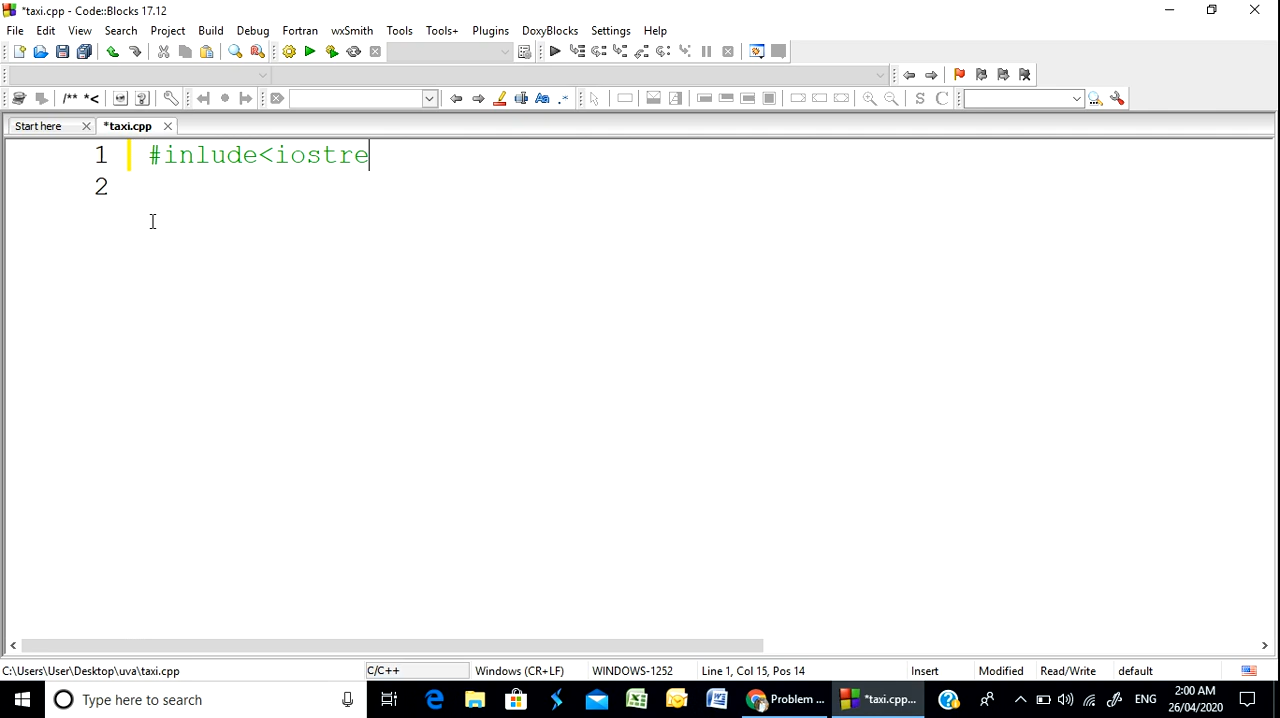 *taxi.cpp - Code::Blocks 17.12
File Edit View Search Project Build Debug Fortran wxSmith Tools Tools+ Plugins DoxyBlocks Settings Help
/** *<
Aa .* S C
Start here *taxi.cpp
1 #inlude<iostre
2
C:\Users\User\Desktop\uva\taxi.cpp C/C++ Windows (CR+LF) WINDOWS-1252 Line 1, Col 15, Pos 14 Insert Modified Read/Write default
Type here to search Problem ... *taxi.cpp... ENG 2:00 AM
26/04/2020